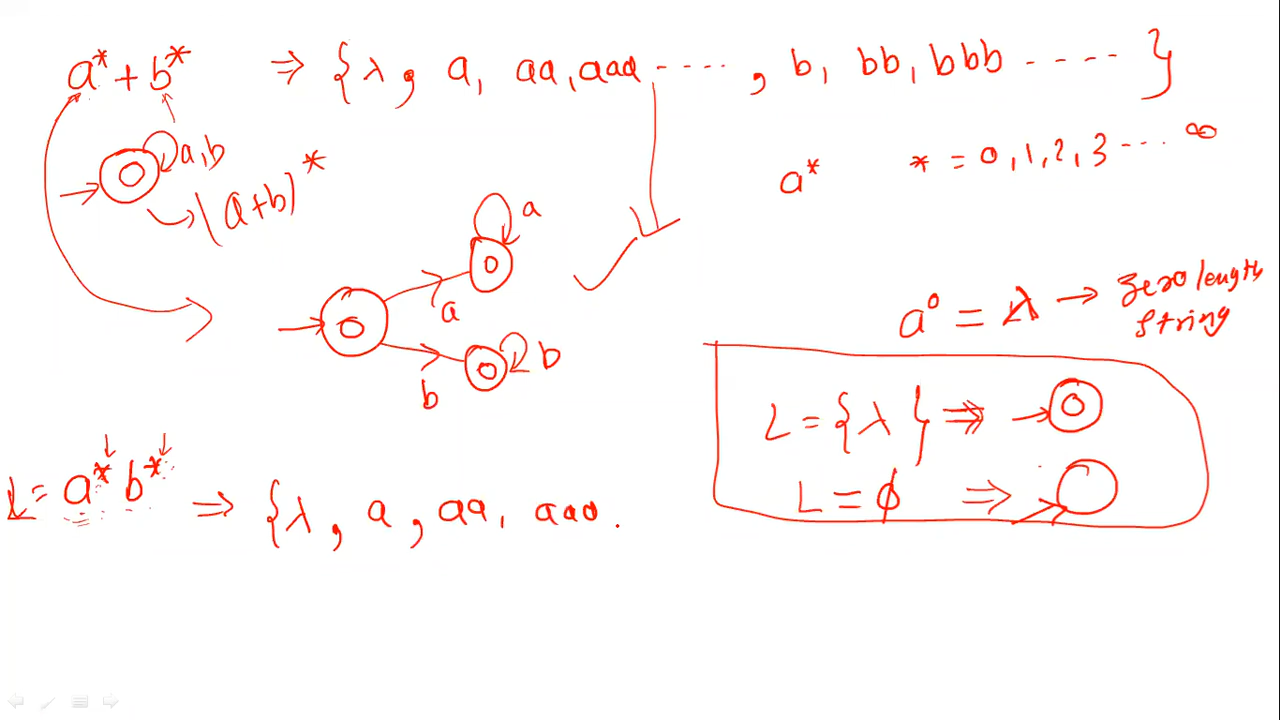 a* + b* ⇒ {λ, a, aa, aaa ....., b, bb, bbb ..... }
a,b
(a+b)*
a* * = 0, 1, 2, 3 ... ∞
a
a
b
b
a⁰ = λ → zero length
string
L = {λ} ⇒
L = ϕ ⇒
L = a* b* ⇒ {λ, a, aa, aaa .